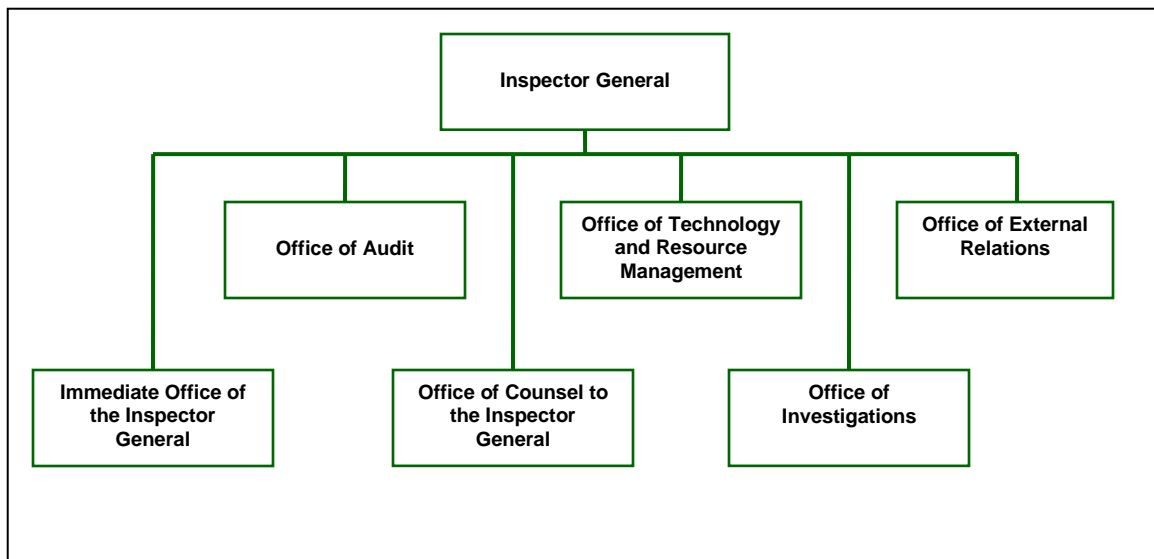 Inspector General
Office of Audit
Office of Technology
and Resource
Management
Office of External
Relations
Immediate Office of
the Inspector
General
Office of Counsel to
the Inspector
General
Office of
Investigations